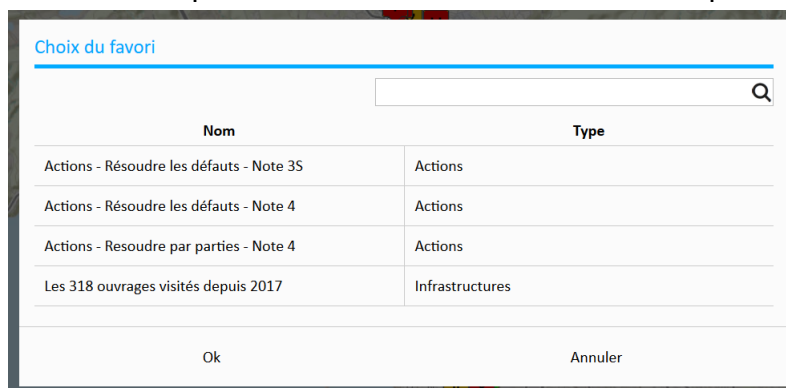 Choix du favori
Nom Type
Actions - Résoudre les défauts - Note 3S Actions
Actions - Résoudre les défauts - Note 4 Actions
Actions - Resoudre par parties - Note 4 Actions
Les 318 ouvrages visités depuis 2017 Infrastructures
Ok Annuler